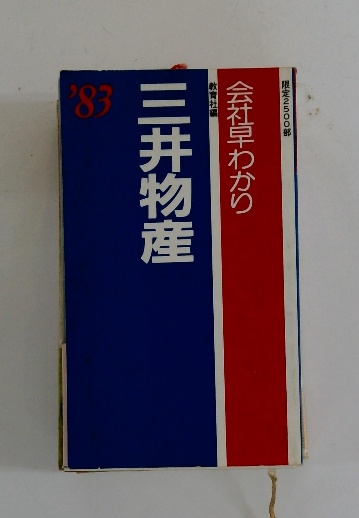 限定2500部
会社早わかり
教育社編
三井物産
'83